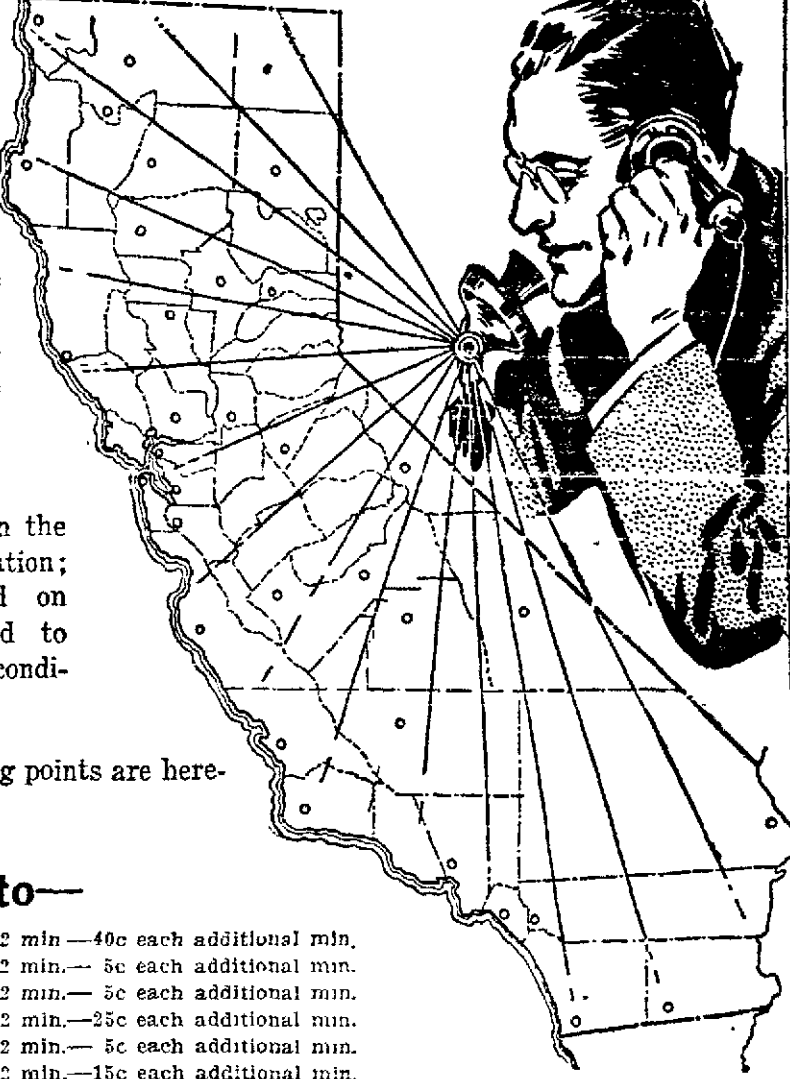 n the
ation;
d on
d to
condi-
g points are here-
to—
2 min—40c each additional min.
2 min.— 5c each additional min.
2 min.— 5c each additional min.
2 min.—25c each additional min.
2 min.— 5c each additional min.
2 min.—15c each additional min.